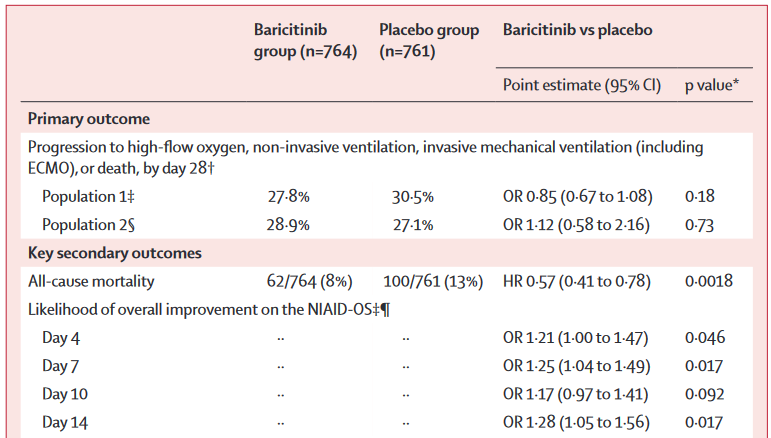 Baricitinib group (n=764) Placebo group (n=761) Baricitinib vs placebo
Point estimate (95% CI) p value*
Primary outcome
Progression to high-flow oxygen, non-invasive ventilation, invasive mechanical ventilation (including
ECMO), or death, by day 28†
Population 1‡ 27·8% 30·5% OR 0·85 (0·67 to 1·08) 0·18
Population 2§ 28·9% 27·1% OR 1·12 (0·58 to 2·16) 0·73
Key secondary outcomes
All-cause mortality 62/764 (8%) 100/761 (13%) HR 0·57 (0·41 to 0·78) 0·0018
Likelihood of overall improvement on the NIAID-OS‡¶
Day 4 ·· ·· OR 1·21 (1·00 to 1·47) 0·046
Day 7 ·· ·· OR 1·25 (1·04 to 1·49) 0·017
Day 10 ·· ·· OR 1·17 (0·97 to 1·41) 0·092
Day 14 ·· ·· OR 1·28 (1·05 to 1·56) 0·017